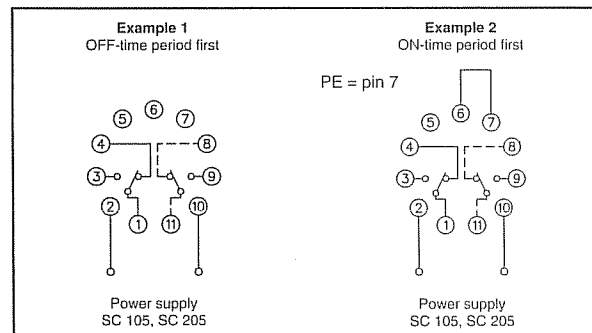 Example 1
OFF-time period first
6
5
7
4
8
3
9
2
10
1
11
Power supply
SC 105, SC 205
Example 2
ON-time period first
PE = pin 7
6
7
5
4
8
3
9
2
10
1
11
Power supply
SC 105, SC 205